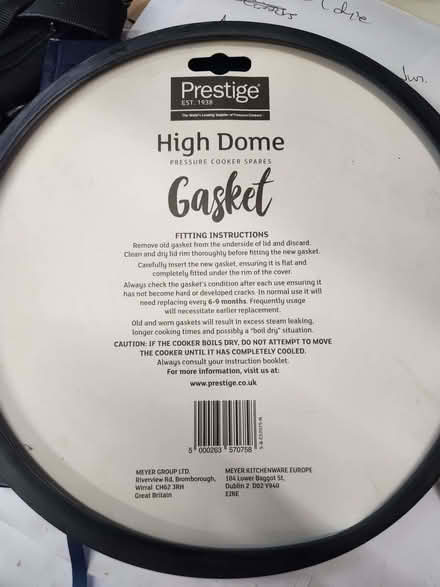 die
Prestige®
EST. 1938
The World's Leading Supplier of Pressure Cookers
High Dome
PRESSURE COOKER SPARES
Gasket
FITTING INSTRUCTIONS
Remove old gasket from the underside of lid and discard.
Clean and dry lid rim thoroughly before fitting the new gasket.
Carefully insert the new gasket, ensuring it is flat and
completely fitted under the rim of the cover.
Always check the gasket's condition after each use ensuring it
has not become hard or developed cracks. In normal use it will
need replacing every 6-9 months. Frequently usage
will necessitate earlier replacement.
Old and worn gaskets will result in excess steam leaking,
longer cooking times and possibly a "boil dry" situation.
CAUTION: IF THE COOKER BOILS DRY, DO NOT ATTEMPT TO MOVE
THE COOKER UNTIL IT HAS COMPLETELY COOLED.
Always consult your instruction booklet.
For more information, visit us at:
www.prestige.co.uk
5 000263 570758
MEYER GROUP LTD.
Riverview Rd, Bromborough,
Wirral CH62 3RH
Great Britain
MEYER KITCHENWARE EUROPE
104 Lower Baggot St.
Dublin 2 D02 Y940
EIRE